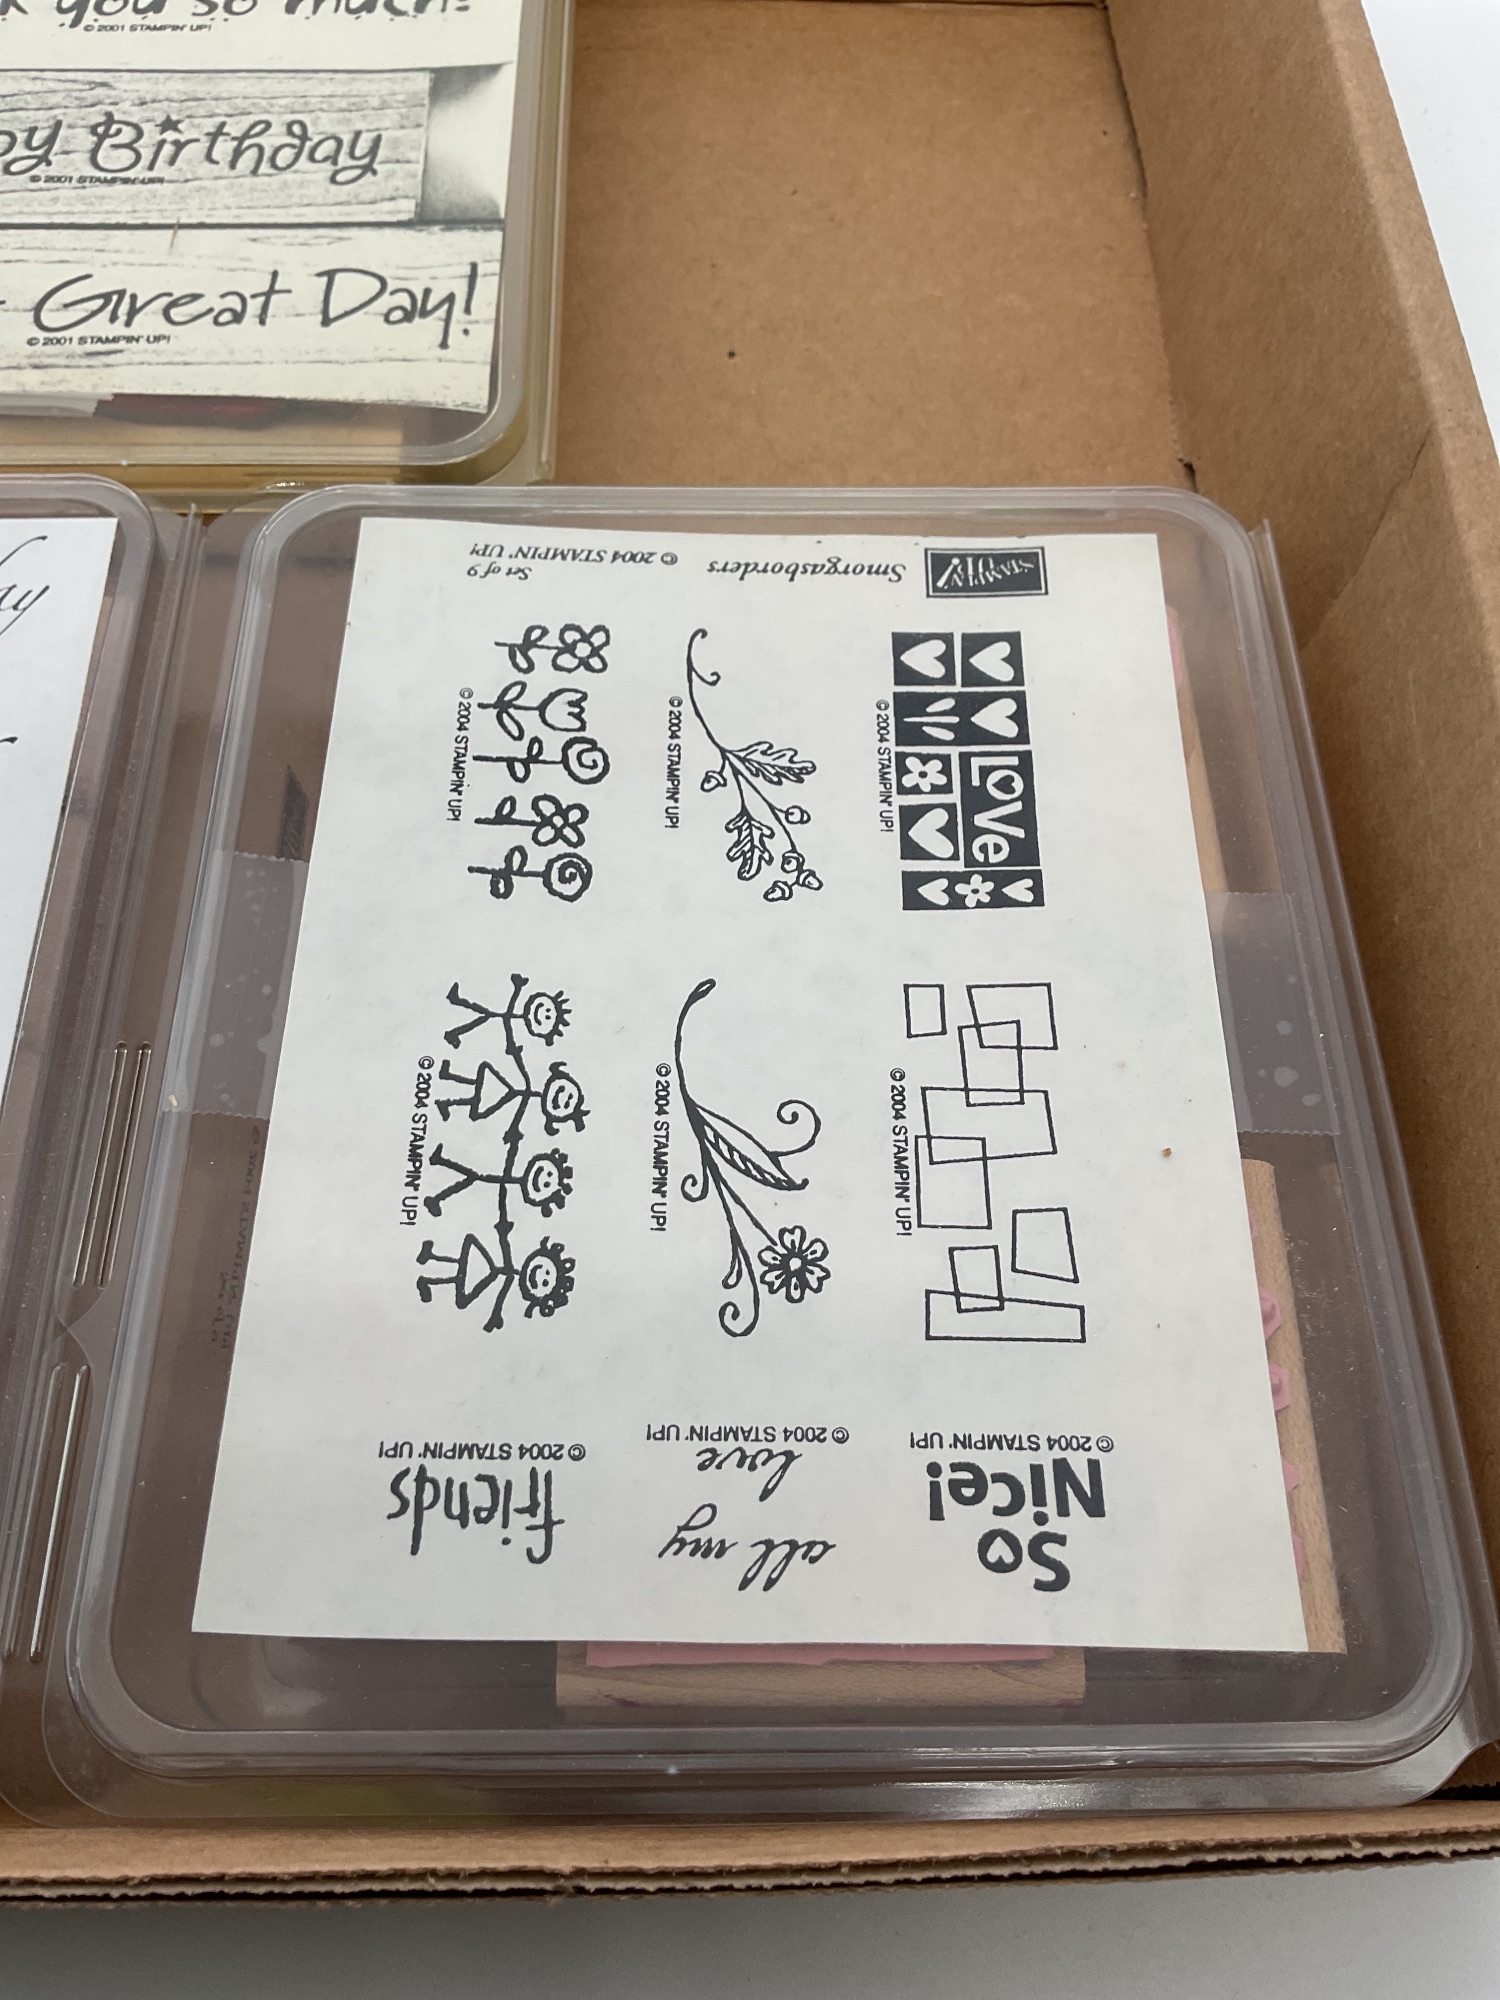 you so much!
© 2001 STAMPIN' UP!
Birthday
© 2001 STAMPIN' UP!
Great Day!
© 2001 STAMPIN' UP!
STAMPIN' UP!
Smorgasborders
Set of 9
© 2004 STAMPIN' UP!
LOVE
© 2004 STAMPIN' UP!
© 2004 STAMPIN' UP!
© 2004 STAMPIN' UP!
© 2004 STAMPIN' UP!
© 2004 STAMPIN' UP!
© 2004 STAMPIN' UP!
So
Nice!
© 2004 STAMPIN' UP!
all my
love
© 2004 STAMPIN' UP!
friends
© 2004 STAMPIN' UP!